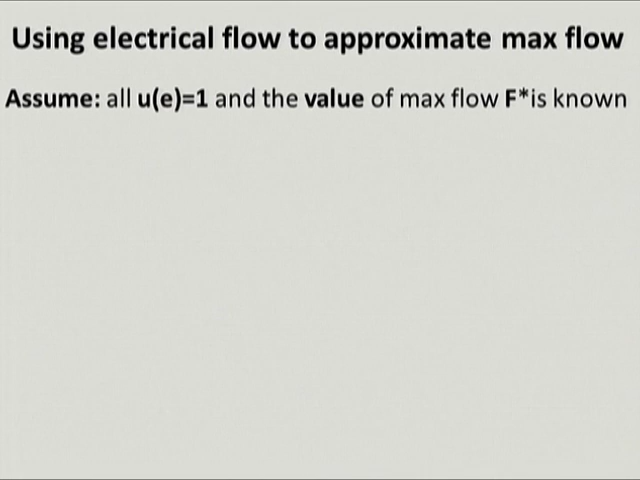 Using electrical flow to approximate max flow
Assume: all u(e)=1 and the value of max flow F*is known